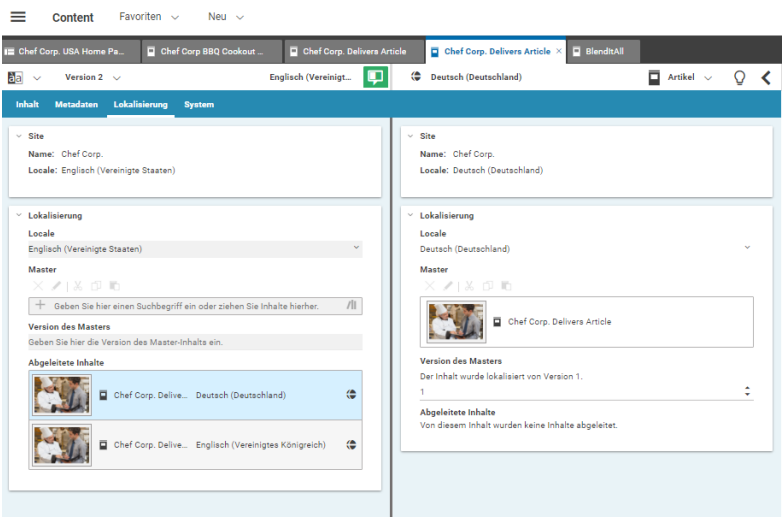 Content Favoriten Neu
Chef Corp. USA Home Pa... Chef Corp BBQ Cookout ... Chef Corp. Delivers Article Chef Corp. Delivers Article × BlendItAll
Version 2 Englisch (Vereinigt... Deutsch (Deutschland) Artikel
Inhalt Metadaten Lokalisierung System
Site
Name: Chef Corp.
Locale: Englisch (Vereinigte Staaten)
Lokalisierung
Locale
Englisch (Vereinigte Staaten)
Master
Geben Sie hier einen Suchbegriff ein oder ziehen Sie Inhalte hierher.
Version des Masters
Geben Sie hier die Version des Master-Inhalts ein.
Abgeleitete Inhalte
Chef Corp. Delive... Deutsch (Deutschland)
Chef Corp. Delive... Englisch (Vereinigtes Königreich)
Site
Name: Chef Corp.
Locale: Deutsch (Deutschland)
Lokalisierung
Locale
Deutsch (Deutschland)
Master
Chef Corp. Delivers Article
Version des Masters
Der Inhalt wurde lokalisiert von Version 1.
1
Abgeleitete Inhalte
Von diesem Inhalt wurden keine Inhalte abgeleitet.